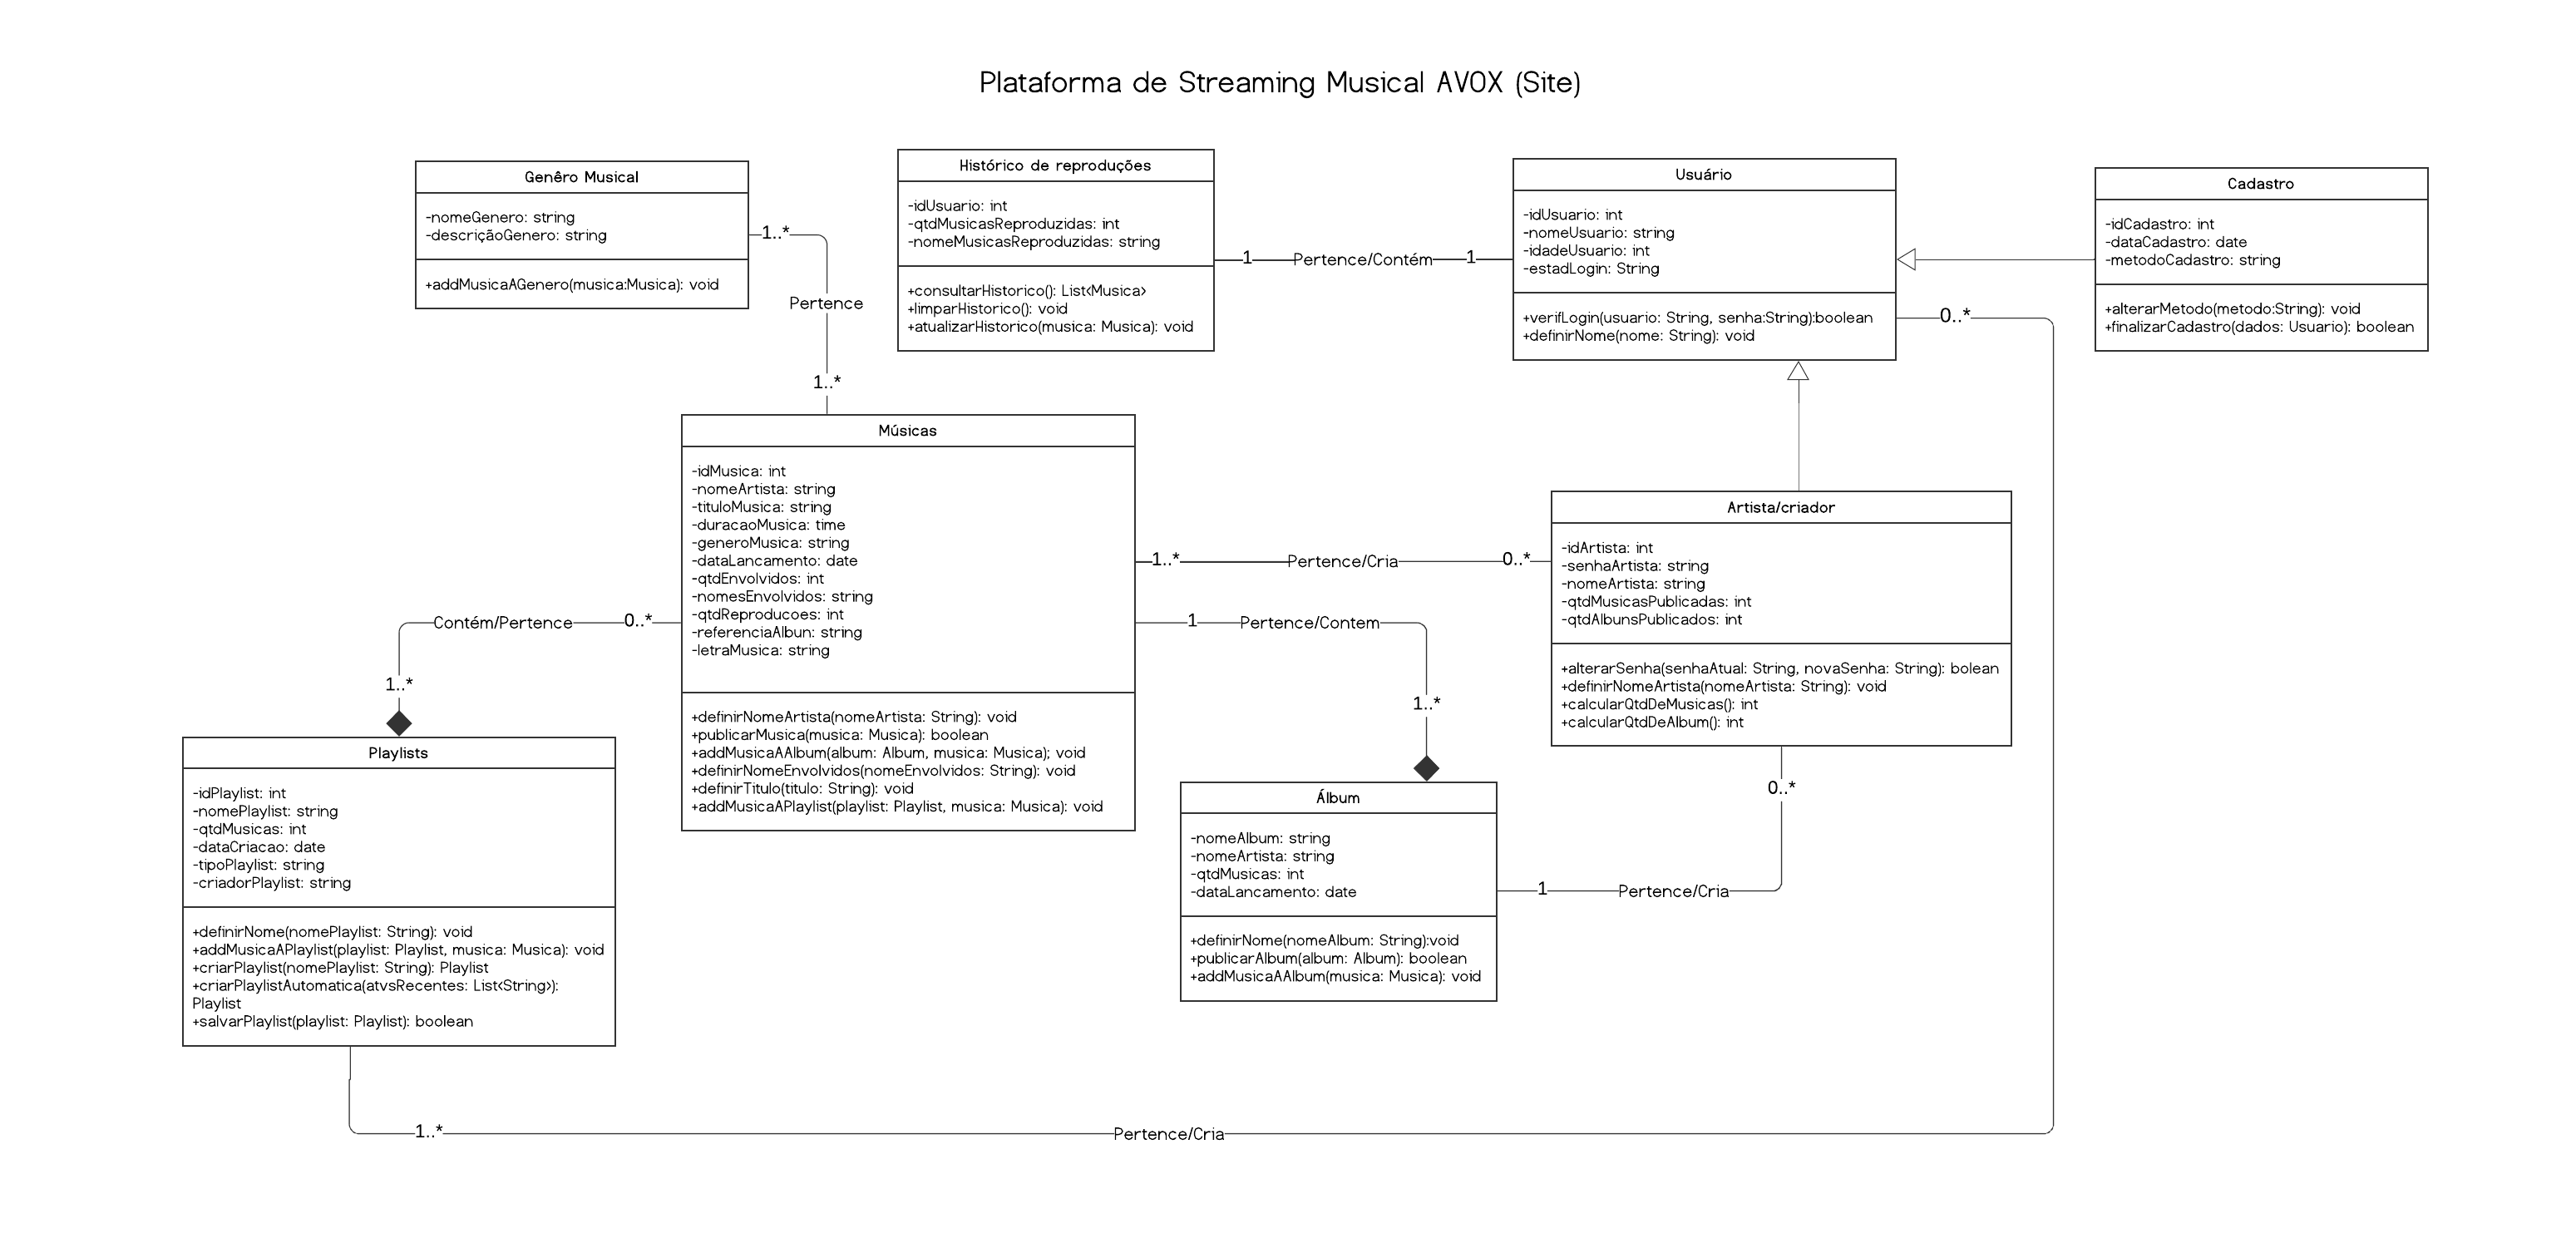 Plataforma de Streaming Musical AVOX (Site)
Genêro Musical
-nomeGenero: string
-descriçãoGenero: string
+addMusicaAGenero(musica:Musica): void
1..*
Pertence
1..*
Histórico de reproduções
-idUsuario: int
-qtdMusicasReproduzidas: int
-nomeMusicasReproduzidas: string
+consultarHistorico(): List<Musica>
+limparHistorico(): void
+atualizarHistorico(musica: Musica): void
1
Pertence/Contém
1
Usuário
-idUsuario: int
-nomeUsuario: string
-idadeUsuario: int
-estadLogin: String
+verifLogin(usuario: String, senha:String):boolean
+definirNome(nome: String): void
0..*
Cadastro
-idCadastro: int
-dataCadastro: date
-metodoCadastro: string
+alterarMetodo(metodo:String): void
+finalizarCadastro(dados: Usuario): boolean
Músicas
-idMusica: int
-nomeArtista: string
-tituloMusica: string
-duracaoMusica: time
-generoMusica: string
-dataLancamento: date
-qtdEnvolvidos: int
-nomesEnvolvidos: string
-qtdReproducoes: int
-referenciaAlbun: string
-letraMusica: string
+definirNomeArtista(nomeArtista: String): void
+publicarMusica(musica: Musica): boolean
+addMusicaAAlbum(album: Album, musica: Musica); void
+definirNomeEnvolvidos(nomeEnvolvidos: String): void
+definirTitulo(titulo: String): void
+addMusicaAPlaylist(playlist: Playlist, musica: Musica): void
1..*
Pertence/Cria
0..*
Artista/criador
-idArtista: int
-senhaArtista: string
-nomeArtista: string
-qtdMusicasPublicadas: int
-qtdAlbunsPublicados: int
+alterarSenha(senhaAtual: String, novaSenha: String): bolean
+definirNomeArtista(nomeArtista: String): void
+calcularQtdDeMusicas(): int
+calcularQtdDeAlbum(): int
Contém/Pertence
0..*
1..*
1
Pertence/Contem
1..*
Playlists
-idPlaylist: int
-nomePlaylist: string
-qtdMusicas: int
-dataCriacao: date
-tipoPlaylist: string
-criadorPlaylist: string
+definirNome(nomePlaylist: String): void
+addMusicaAPlaylist(playlist: Playlist, musica: Musica): void
+criarPlaylist(nomePlaylist: String): Playlist
+criarPlaylistAutomatica(atvsRecentes: List<String>):
Playlist
+salvarPlaylist(playlist: Playlist): boolean
Álbum
-nomeAlbum: string
-nomeArtista: string
-qtdMusicas: int
-dataLancamento: date
+definirNome(nomeAlbum: String):void
+publicarAlbum(album: Album): boolean
+addMusicaAAlbum(musica: Musica): void
0..*
1
Pertence/Cria
1..*
Pertence/Cria